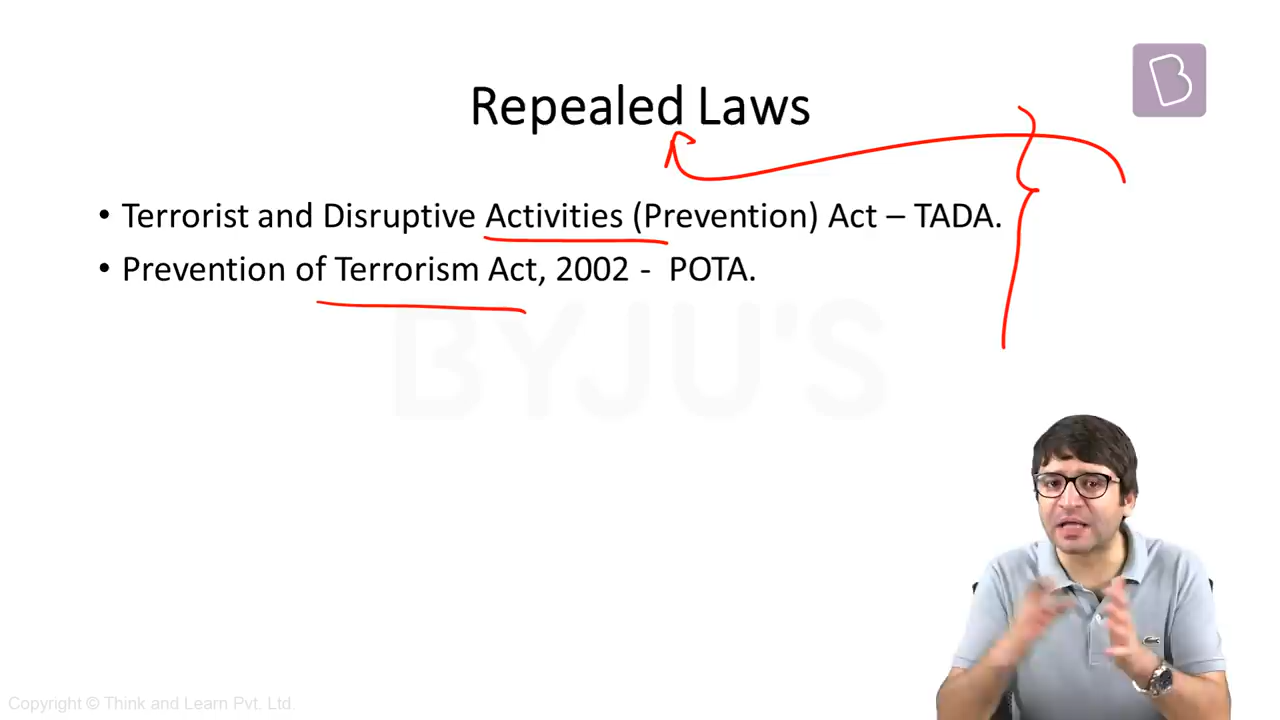 Repealed Laws
• Terrorist and Disruptive Activities (Prevention) Act – TADA.
• Prevention of Terrorism Act, 2002 - POTA.
BYJU'S
Copyright © Think and Learn Pvt. Ltd.